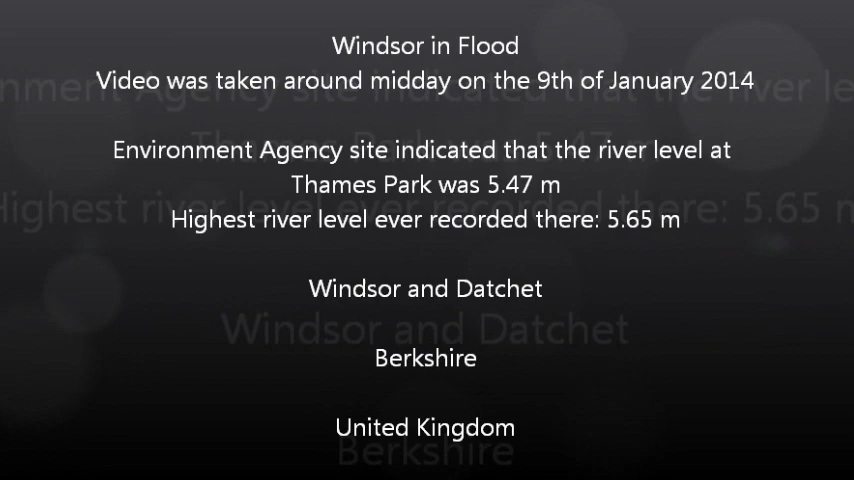 Windsor in Flood
Video was taken around midday on the 9th of January 2014
Environment Agency site indicated that the river level at
Thames Park was 5.47 m
Highest river level ever recorded there: 5.65 m
Windsor and Datchet
Berkshire
United Kingdom